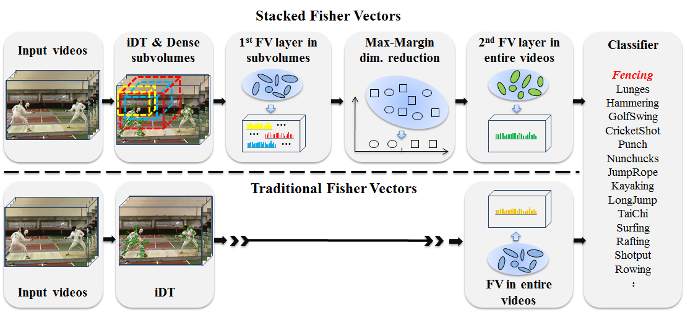 Stacked Fisher Vectors
Input videos
iDT & Dense
subvolumes
1st FV layer in
subvolumes
Max-Margin
dim. reduction
2nd FV layer in
entire videos
Classifier
Fencing
Lunges
Hammering
GolfSwing
CricketShot
Punch
Nunchucks
JumpRope
Kayaking
LongJump
TaiChi
Surfing
Rafting
Shotput
Rowing
:
Traditional Fisher Vectors
Input videos
iDT
FV in entire
videos